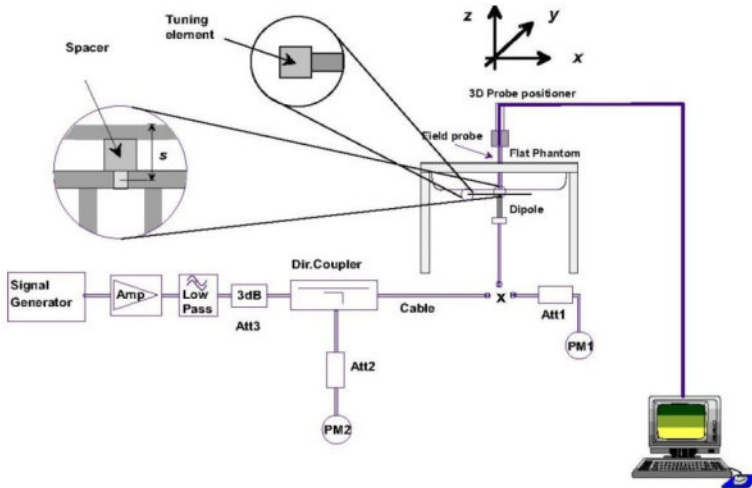 Tuning
element
Spacer
s
z
y
x
3D Probe positioner
Field probe
Flat Phantom
Dipole
Signal
Generator
Amp
Low
Pass
3dB
Att3
Dir.Coupler
Cable
x
Att1
PM1
Att2
PM2